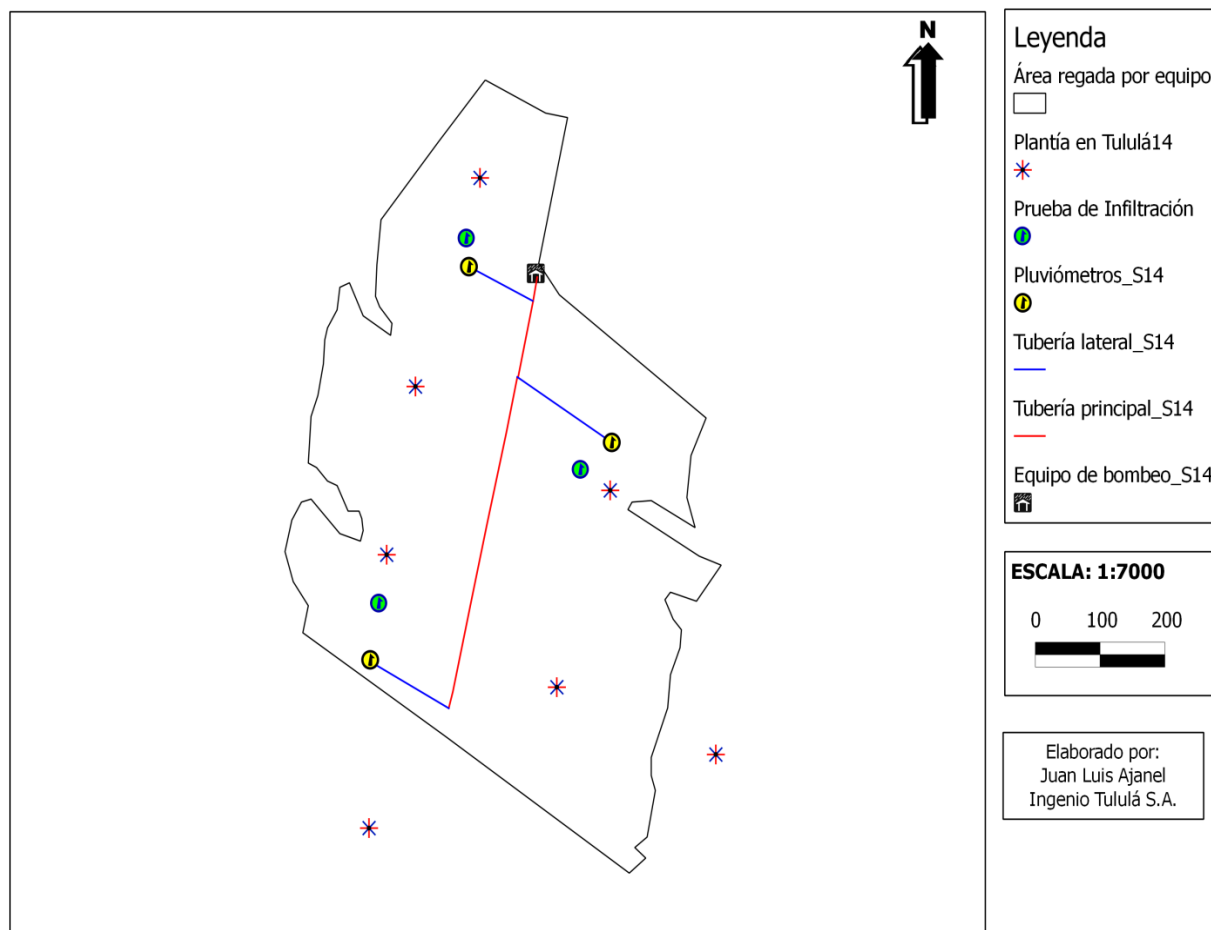 N
Leyenda
Área regada por equipo
Plantía en Tululá14
Prueba de Infiltración
Pluviómetros_S14
Tubería lateral_S14
Tubería principal_S14
Equipo de bombeo_S14
ESCALA: 1:7000
0 100 200
Elaborado por:
Juan Luis Ajanel
Ingenio Tululá S.A.